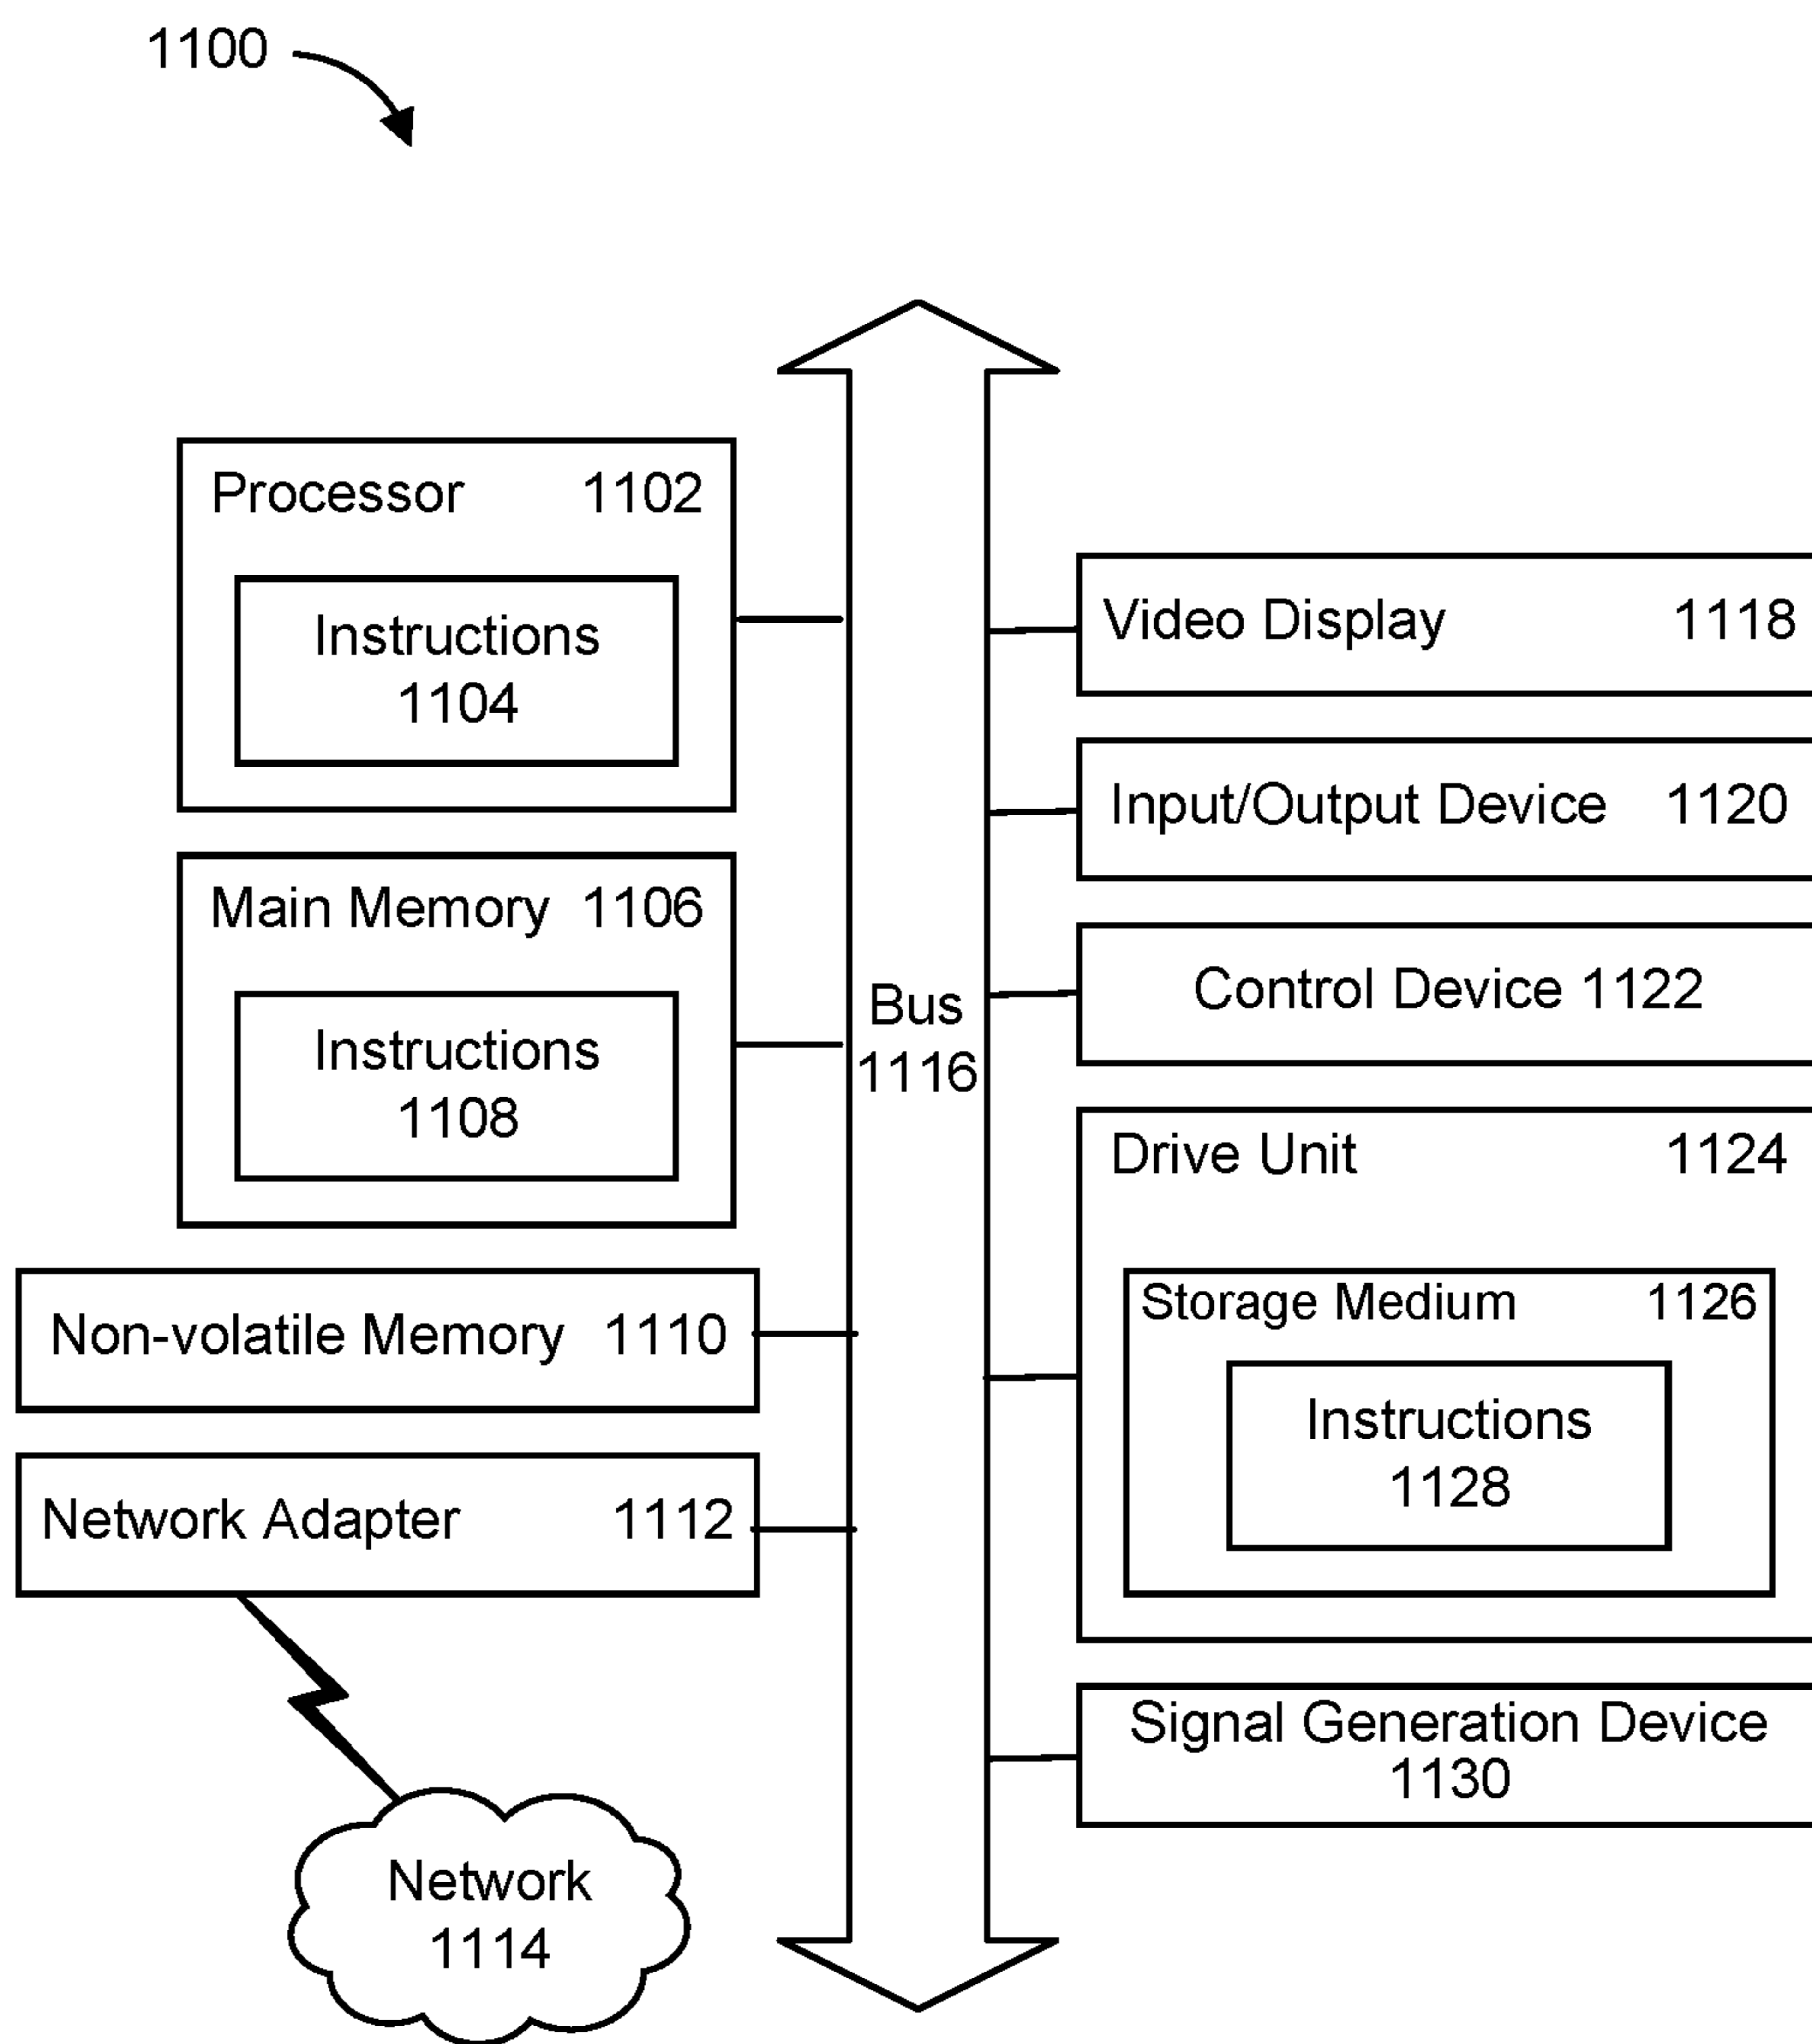 1100
Processor 1102
Instructions
1104
Main Memory 1106
Instructions
1108
Non-volatile Memory 1110
Network Adapter 1112
Network
1114
Bus
1116
Video Display 1118
Input/Output Device 1120
Control Device 1122
Drive Unit 1124
Storage Medium 1126
Instructions
1128
Signal Generation Device
1130